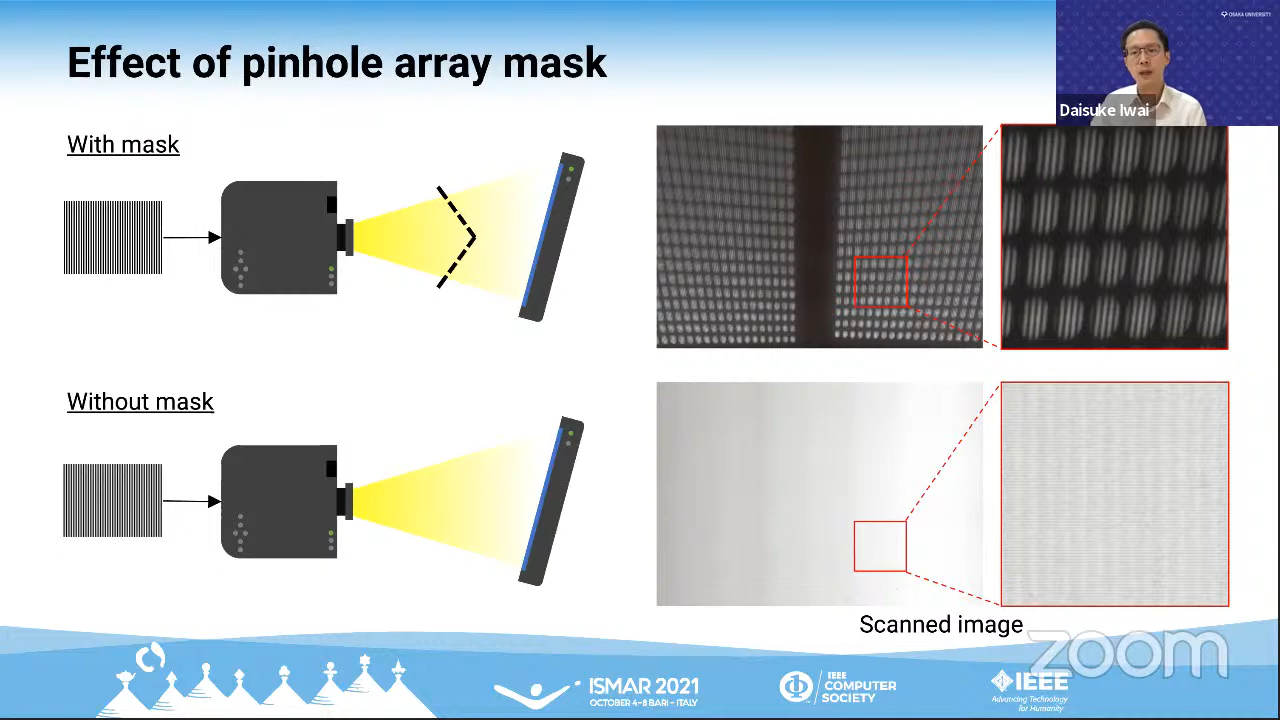 Effect of pinhole array mask
OSAKA UNIVERSITY
Daisuke Iwai
With mask
Without mask
Scanned image
zoom
ISMAR 2021
OCTOBER 4-8 BARI - ITALY
IEEE
COMPUTER
SOCIETY
IEEE
Advancing Technology
for Humanity